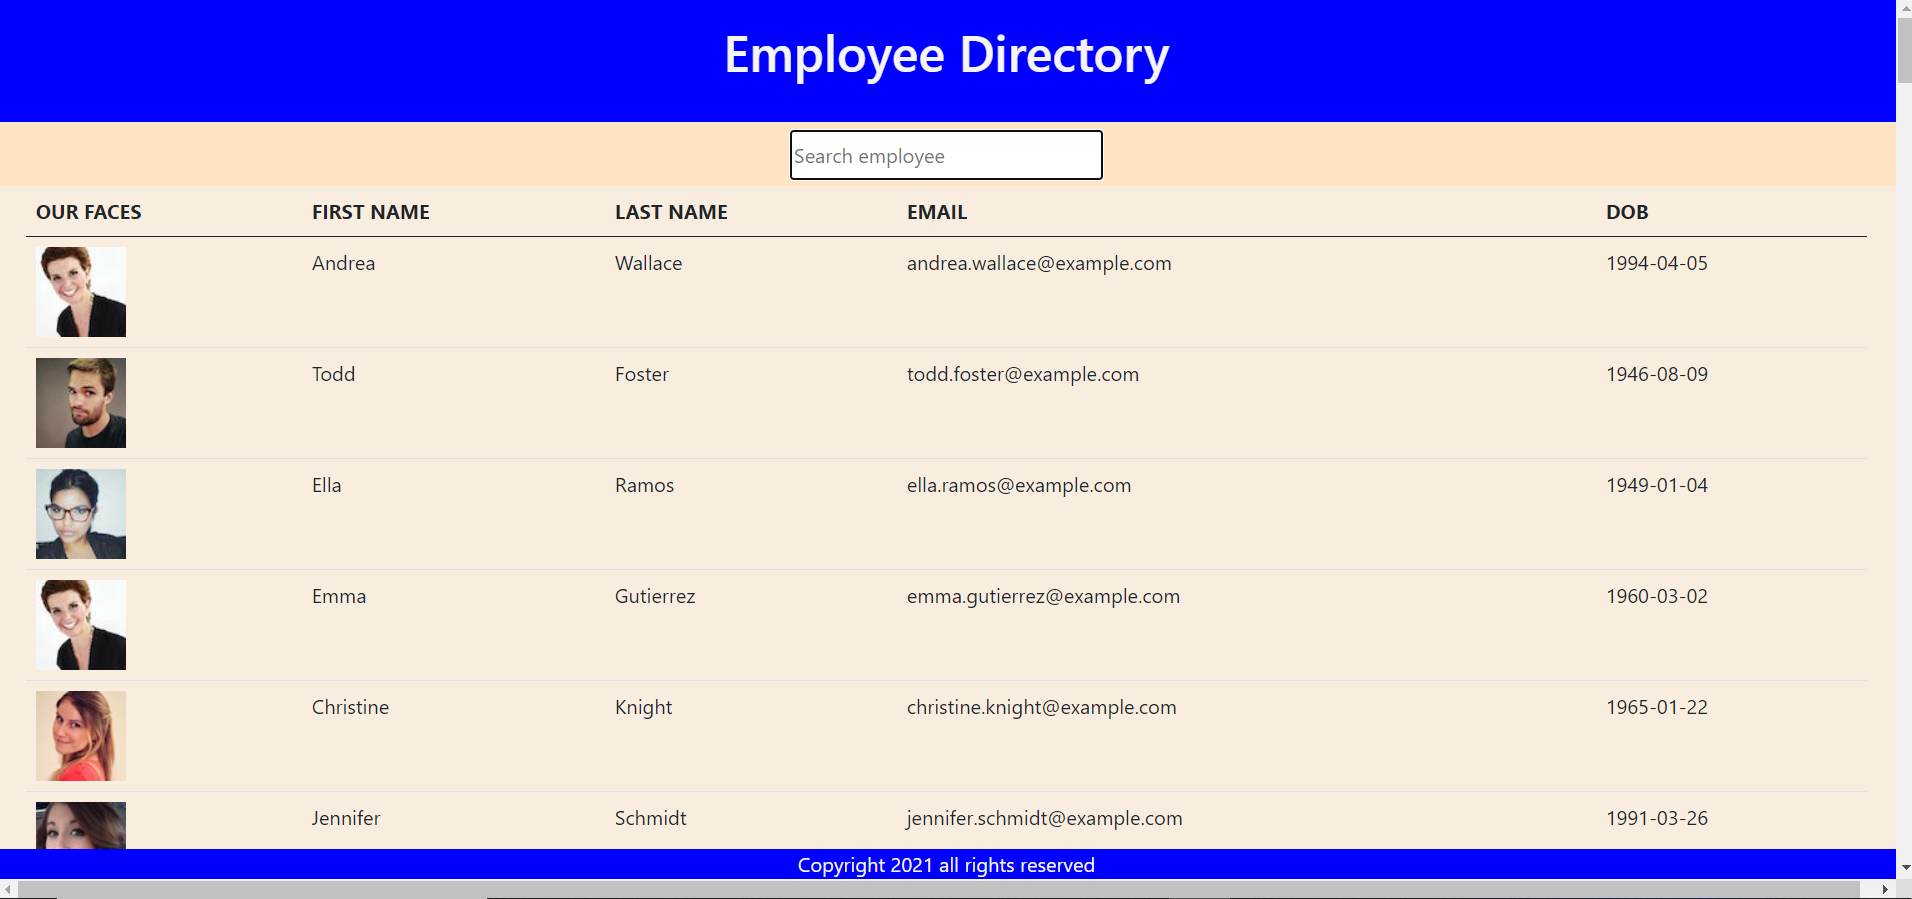 Employee Directory
Search employee
OUR FACES FIRST NAME LAST NAME EMAIL DOB
Andrea Wallace andrea.wallace@example.com 1994-04-05
Todd Foster todd.foster@example.com 1946-08-09
Ella Ramos ella.ramos@example.com 1949-01-04
Emma Gutierrez emma.gutierrez@example.com 1960-03-02
Christine Knight christine.knight@example.com 1965-01-22
Jennifer Schmidt jennifer.schmidt@example.com 1991-03-26
Copyright 2021 all rights reserved